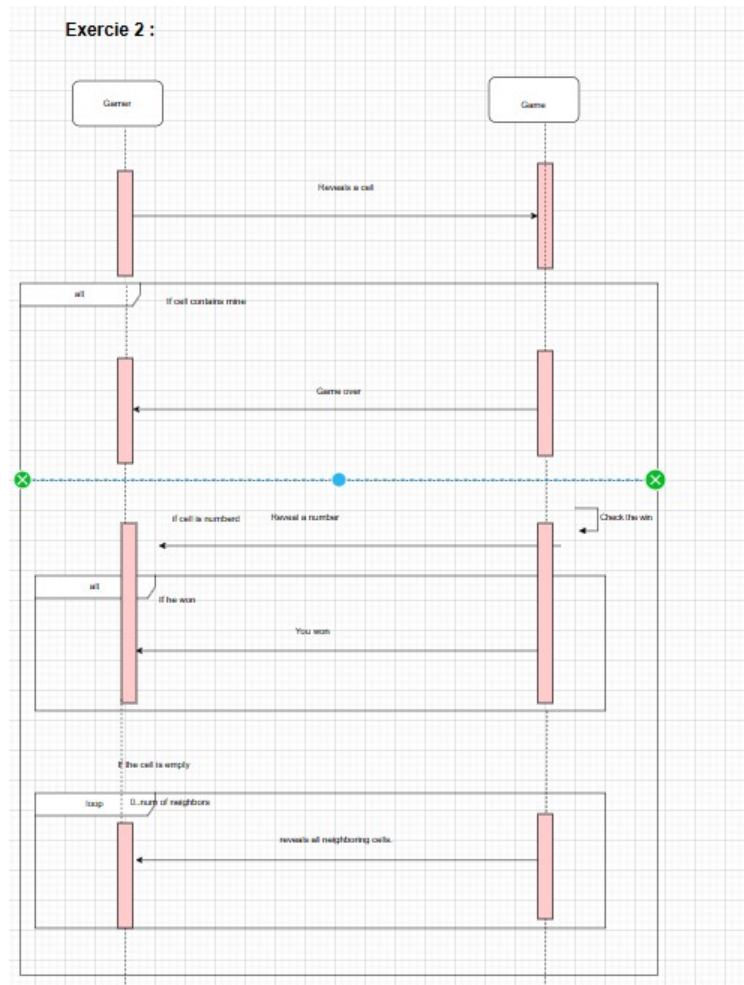 Exercie 2 :
Gamer
Game
Reveals a cell
alt
If cell contains mine
Game over
if cell is numberd
Reveal a number
Check the win
alt
If he won
You won
If the cell is empty
loop
0..num of neighbors
reveals all neighboring cells.